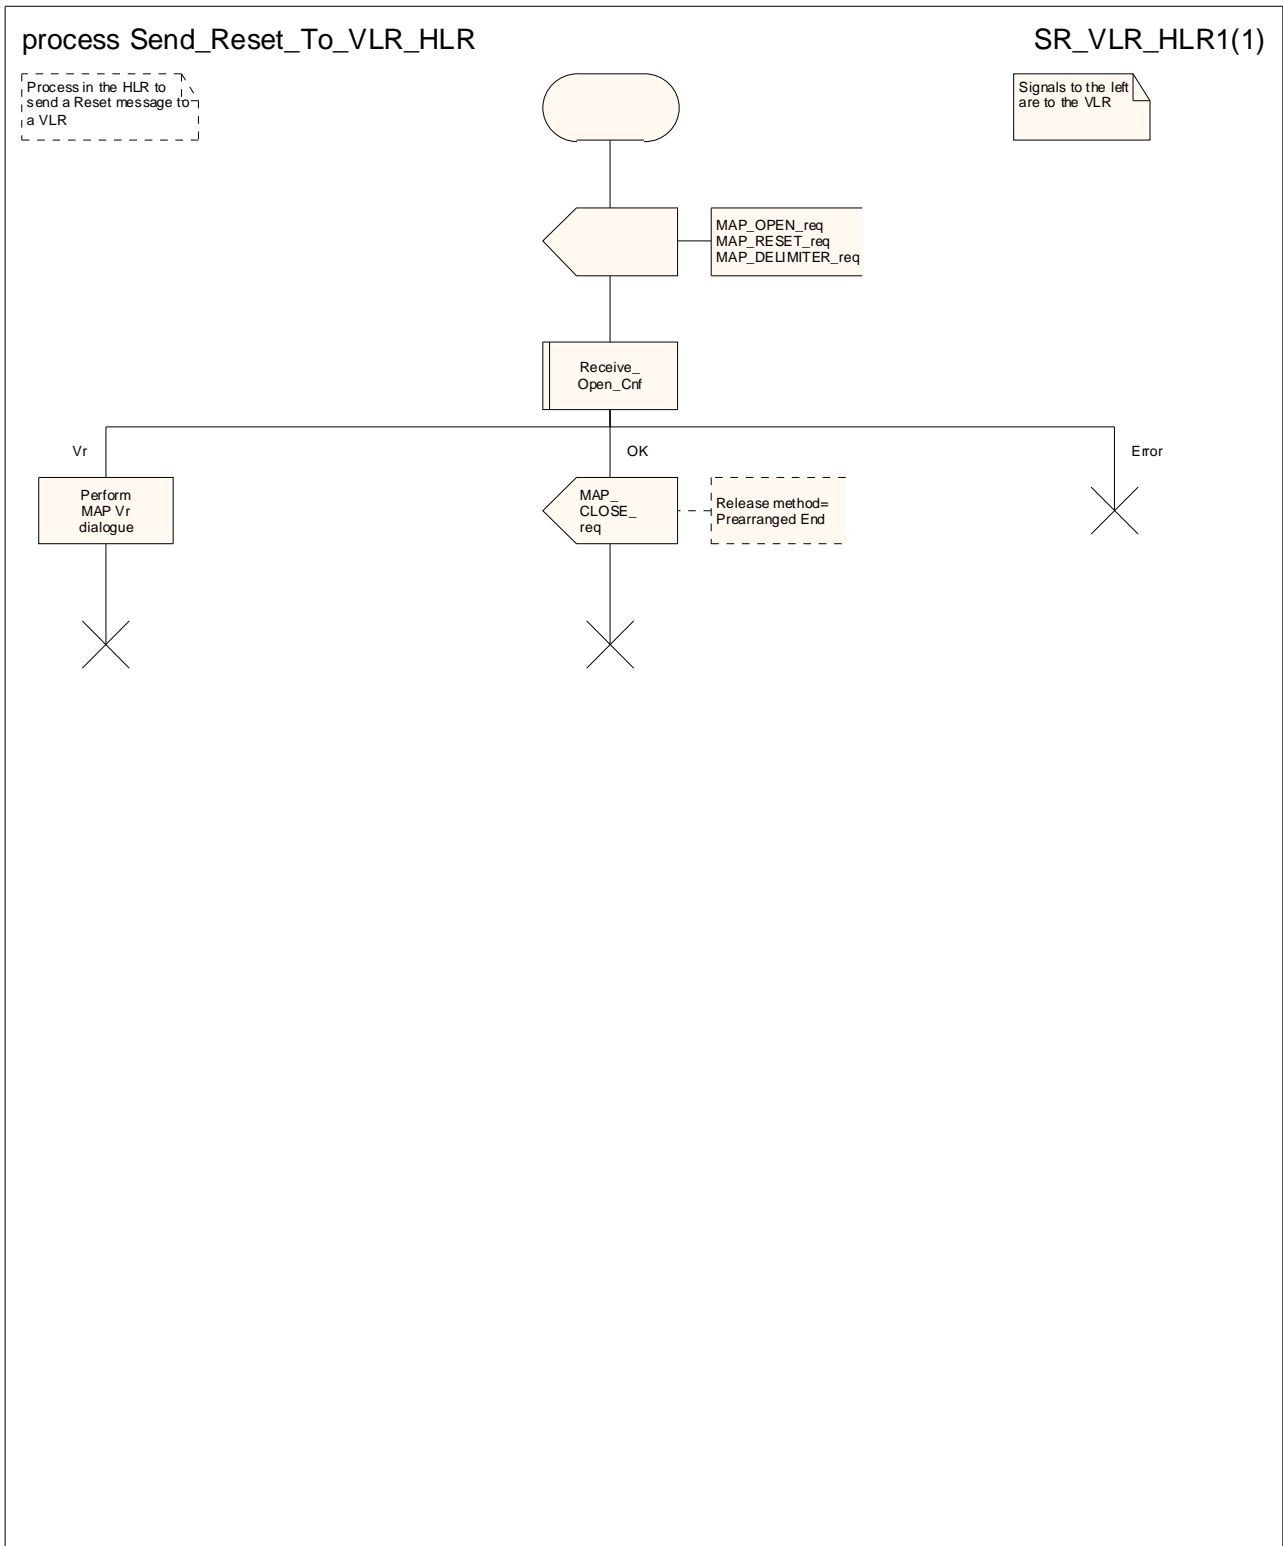 process Send_Reset_To_VLR_HLR
SR_VLR_HLR1(1)
Process in the HLR to
send a Reset message to
a VLR
Signals to the left
are to the VLR
MAP_OPEN_req
MAP_RESET_req
MAP_DELIMITER_req
Receive_
Open_Cnf
Vr
OK
Error
Perform
MAP Vr
dialogue
MAP_
CLOSE_
req
Release method=
Prearranged End